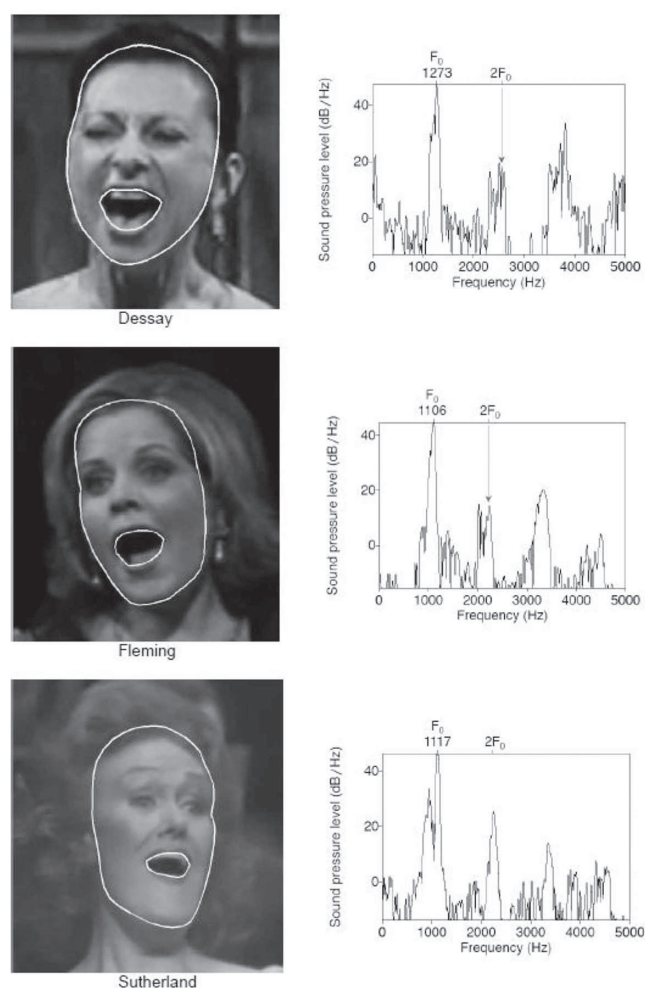 F0
1273 2F0
Sound pressure level (dB/Hz)
40
20
0
0 1000 2000 3000 4000 5000
Frequency (Hz)
Dessay
F0
1106 2F0
Sound pressure level (dB/Hz)
40
20
0
0 1000 2000 3000 4000 5000
Frequency (Hz)
Fleming
F0
1117 2F0
Sound pressure level (dB/Hz)
40
20
0
0 1000 2000 3000 4000 5000
Frequency (Hz)
Sutherland